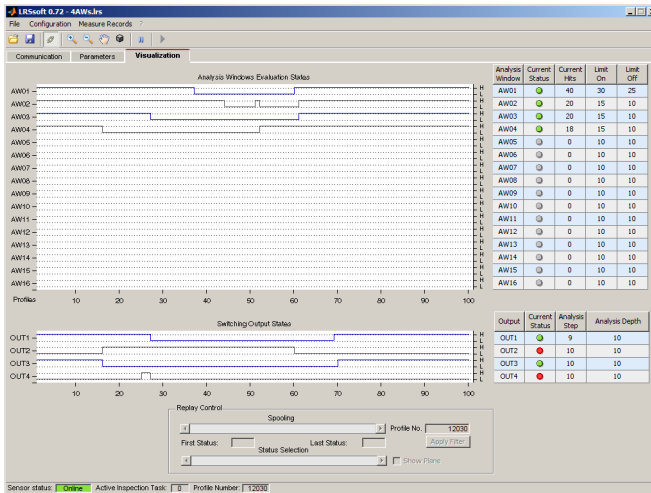 LRSsoft 0.72 - 4AWs.lrs
File Configuration Measure Records ?
Communication Parameters Visualization
Analysis Windows Evaluation States
AW01 H L
AW02 H L
AW03 H L
AW04 H L
AW05 H L
AW06 H L
AW07 H L
AW08 H L
AW09 H L
AW10 H L
AW11 H L
AW12 H L
AW13 H L
AW14 H L
AW15 H L
AW16 H L
Profiles 10 20 30 40 50 60 70 80 90 100
Analysis Window Current Status Current Hits Limit On Limit Off
AW01 40 30 25
AW02 20 15 10
AW03 20 15 10
AW04 18 15 10
AW05 0 10 10
AW06 0 10 10
AW07 0 10 10
AW08 0 10 10
AW09 0 10 10
AW10 0 10 10
AW11 0 10 10
AW12 0 10 10
AW13 0 10 10
AW14 0 10 10
AW15 0 10 10
AW16 0 10 10
Switching Output States
OUT1 H L
OUT2 H L
OUT3 H L
OUT4 H L
10 20 30 40 50 60 70 80 90 100
Output Current Status Analysis Step Analysis Depth
OUT1 9 10
OUT2 10 10
OUT3 10 10
OUT4 10 10
Replay Control
Spooling
Profile No. 12030
First Status: Last Status: Apply Filter
Status Selection
Show Plane
Sensor status: Online Active Inspection Task: 0 Profile Number: 12030